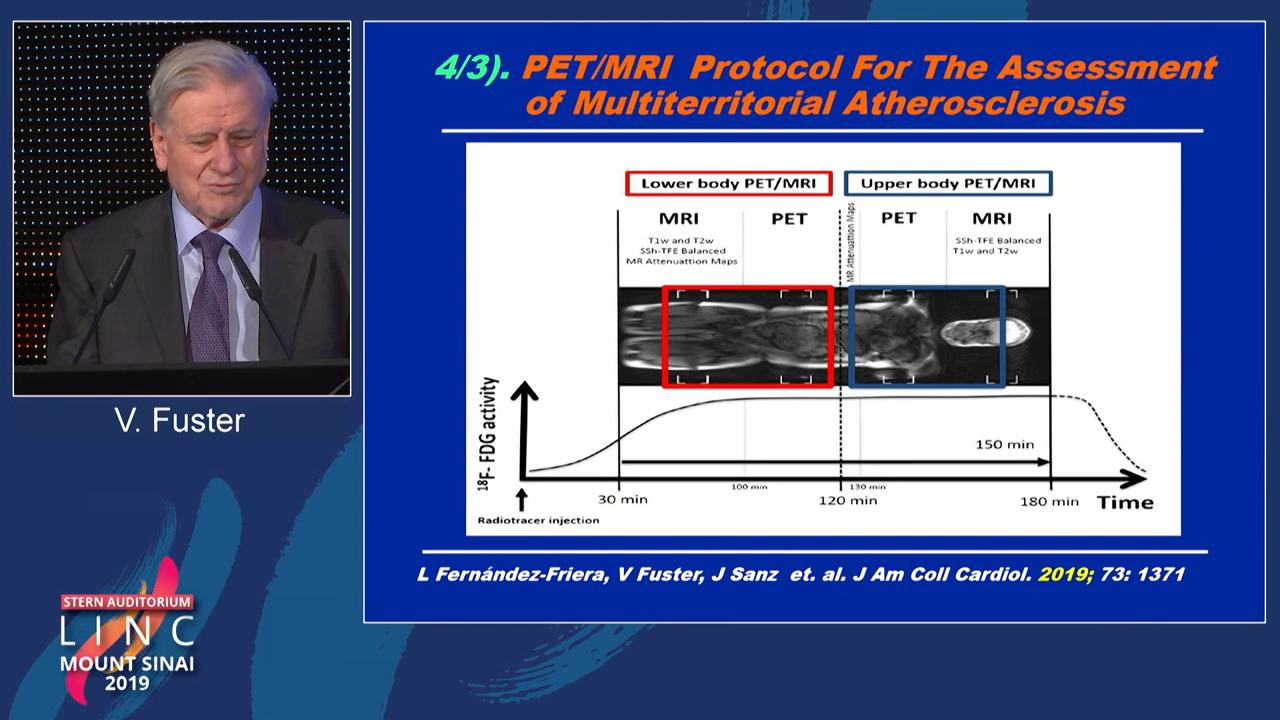 4/3). PET/MRI Protocol For The Assessment
of Multiterritorial Atherosclerosis
Lower body PET/MRI
Upper body PET/MRI
MRI
PET
MR Attenuattion Maps
PET
MRI
T1w and T2w
SSh-TFE Balanced
MR Attenuattion Maps
SSh-TFE Balanced
T1w and T2w
18F- FDG activity
150 min
30 min
100 min
120 min
130 min
180 min
Time
Radiotracer injection
L Fernández-Friera, V Fuster, J Sanz et. al. J Am Coll Cardiol. 2019; 73: 1371
V. Fuster
STERN AUDITORIUM
LINC
MOUNT SINAI
2019